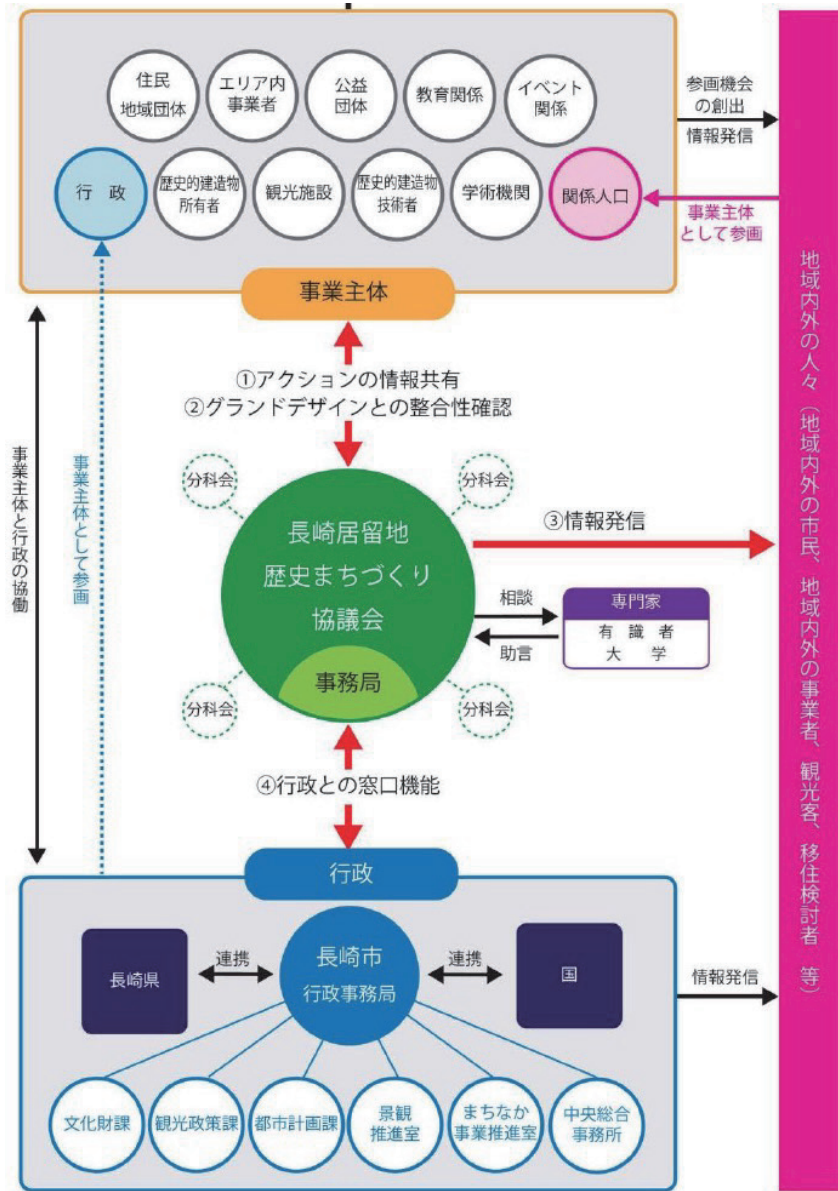 住民
地域団体
エリア内
事業者
公益
団体
教育関係
イベント
関係
行 政
歴史的建造物
所有者
観光施設
歴史的建造物
技術者
学術機関
関係人口
事業主体
参画機会
の創出
情報発信
事業主体
として参画
①アクションの情報共有
②グランドデザインとの整合性確認
事業主体と行政の協働
事業主体として参画
分科会
分科会
長崎居留地
歴史まちづくり
協議会
事務局
分科会
分科会
③情報発信
相談
助言
専門家
有 識 者
大 学
④行政との窓口機能
行政
長崎県
連携
長崎市
行政事務局
連携
国
情報発信
文化財課
観光政策課
都市計画課
景観
推進室
まちなか
事業推進室
中央総合
事務所
地域内外の人々（地域内外の市民、地域内外の事業者、観光客、移住検討者 等）